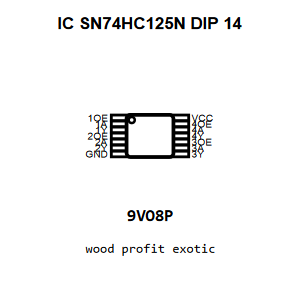 IC SN74HC125N DIP 14
1OE VCC
1A 4OE
1Y 4A
2OE 4Y
2A 3OE
2Y 3A
GND 3Y
9V08P
wood profit exotic